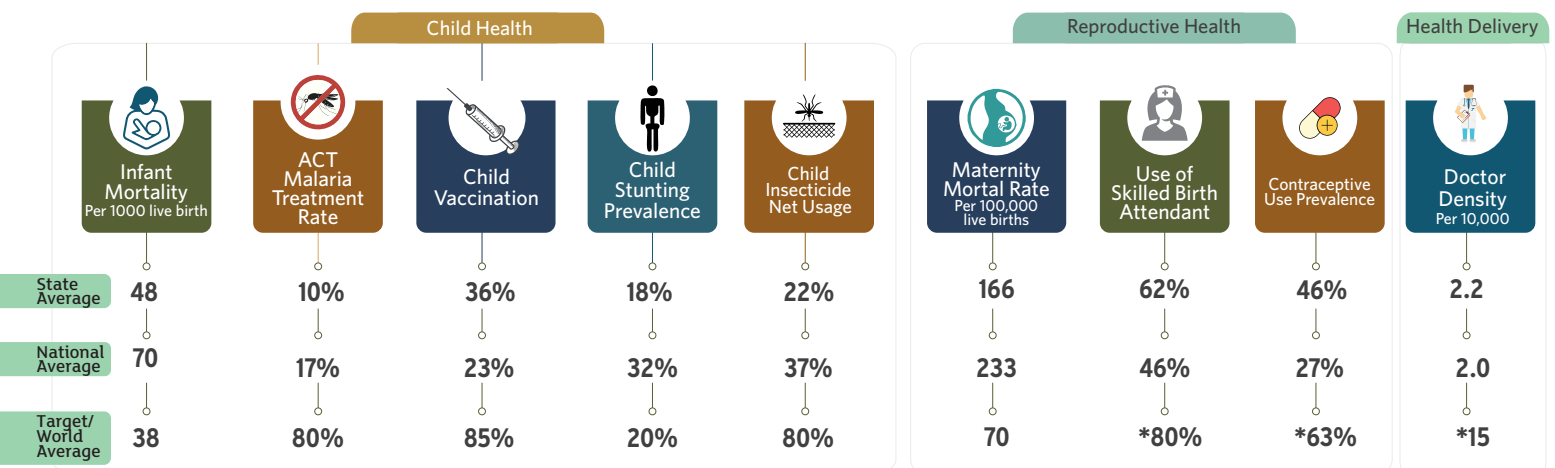 Child Health
Reproductive Health
Health Delivery
Infant
Mortality
Per 1000 live birth
ACT
Malaria
Treatment
Rate
Child
Vaccination
Child
Stunting
Prevalence
Child
Insecticide
Net Usage
Maternity
Mortal Rate
Per 100,000
live births
Use of
Skilled Birth
Attendant
Contraceptive
Use Prevalence
Doctor
Density
Per 10,000
State
Average
48 10% 36% 18% 22% 166 62% 46% 2.2
National
Average
70 17% 23% 32% 37% 233 46% 27% 2.0
Target/
World
Average
38 80% 85% 20% 80% 70 *80% *63% *15